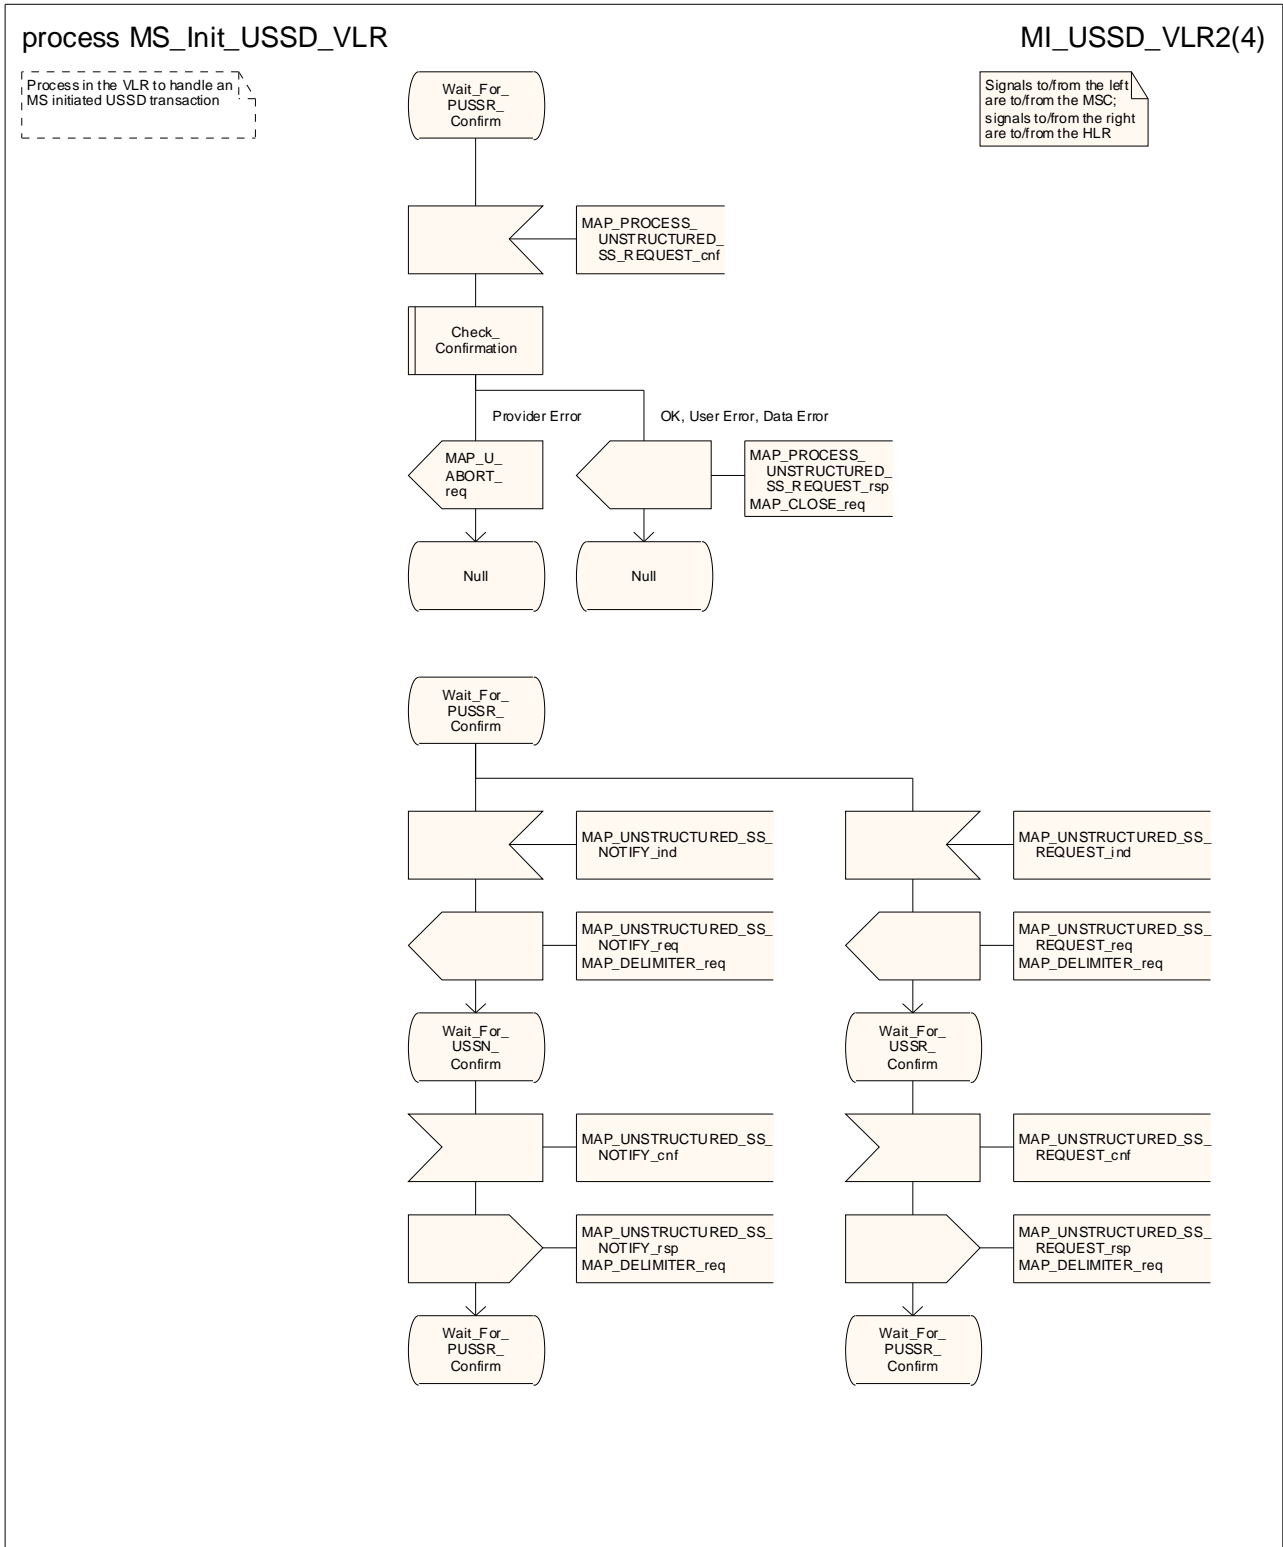 process MS_Init_USSD_VLR
MI_USSD_VLR2(4)
Process in the VLR to handle an
MS initiated USSD transaction
Wait_For_
PUSSR_
Confirm
Signals to/from the left
are to/from the MSC;
signals to/from the right
are to/from the HLR
MAP_PROCESS_
UNSTRUCTURED_
SS_REQUEST_cnf
Check_
Confirmation
Provider Error
OK, User Error, Data Error
MAP_U_
ABORT_
req
MAP_PROCESS_
UNSTRUCTURED_
SS_REQUEST_rsp
MAP_CLOSE_req
Null
Null
Wait_For_
PUSSR_
Confirm
MAP_UNSTRUCTURED_SS_
NOTIFY_ind
MAP_UNSTRUCTURED_SS_
REQUEST_ind
MAP_UNSTRUCTURED_SS_
NOTIFY_req
MAP_DELIMITER_req
MAP_UNSTRUCTURED_SS_
REQUEST_req
MAP_DELIMITER_req
Wait_For_
USSN_
Confirm
Wait_For_
USSR_
Confirm
MAP_UNSTRUCTURED_SS_
NOTIFY_cnf
MAP_UNSTRUCTURED_SS_
REQUEST_cnf
MAP_UNSTRUCTURED_SS_
NOTIFY_rsp
MAP_DELIMITER_req
MAP_UNSTRUCTURED_SS_
REQUEST_rsp
MAP_DELIMITER_req
Wait_For_
PUSSR_
Confirm
Wait_For_
PUSSR_
Confirm